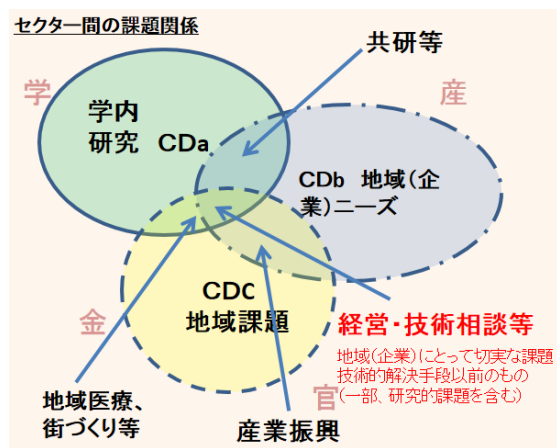 セクター間の課題関係
共研等
学
産
学内
研究 CDa
CDb 地域(企
業)ニーズ
CDC
地域課題
金
官
経営・技術相談等
地域(企業)にとって切実な課題
技術的解決手段以前のもの
(一部、研究的課題を含む)
地域医療、
街づくり等
産業振興